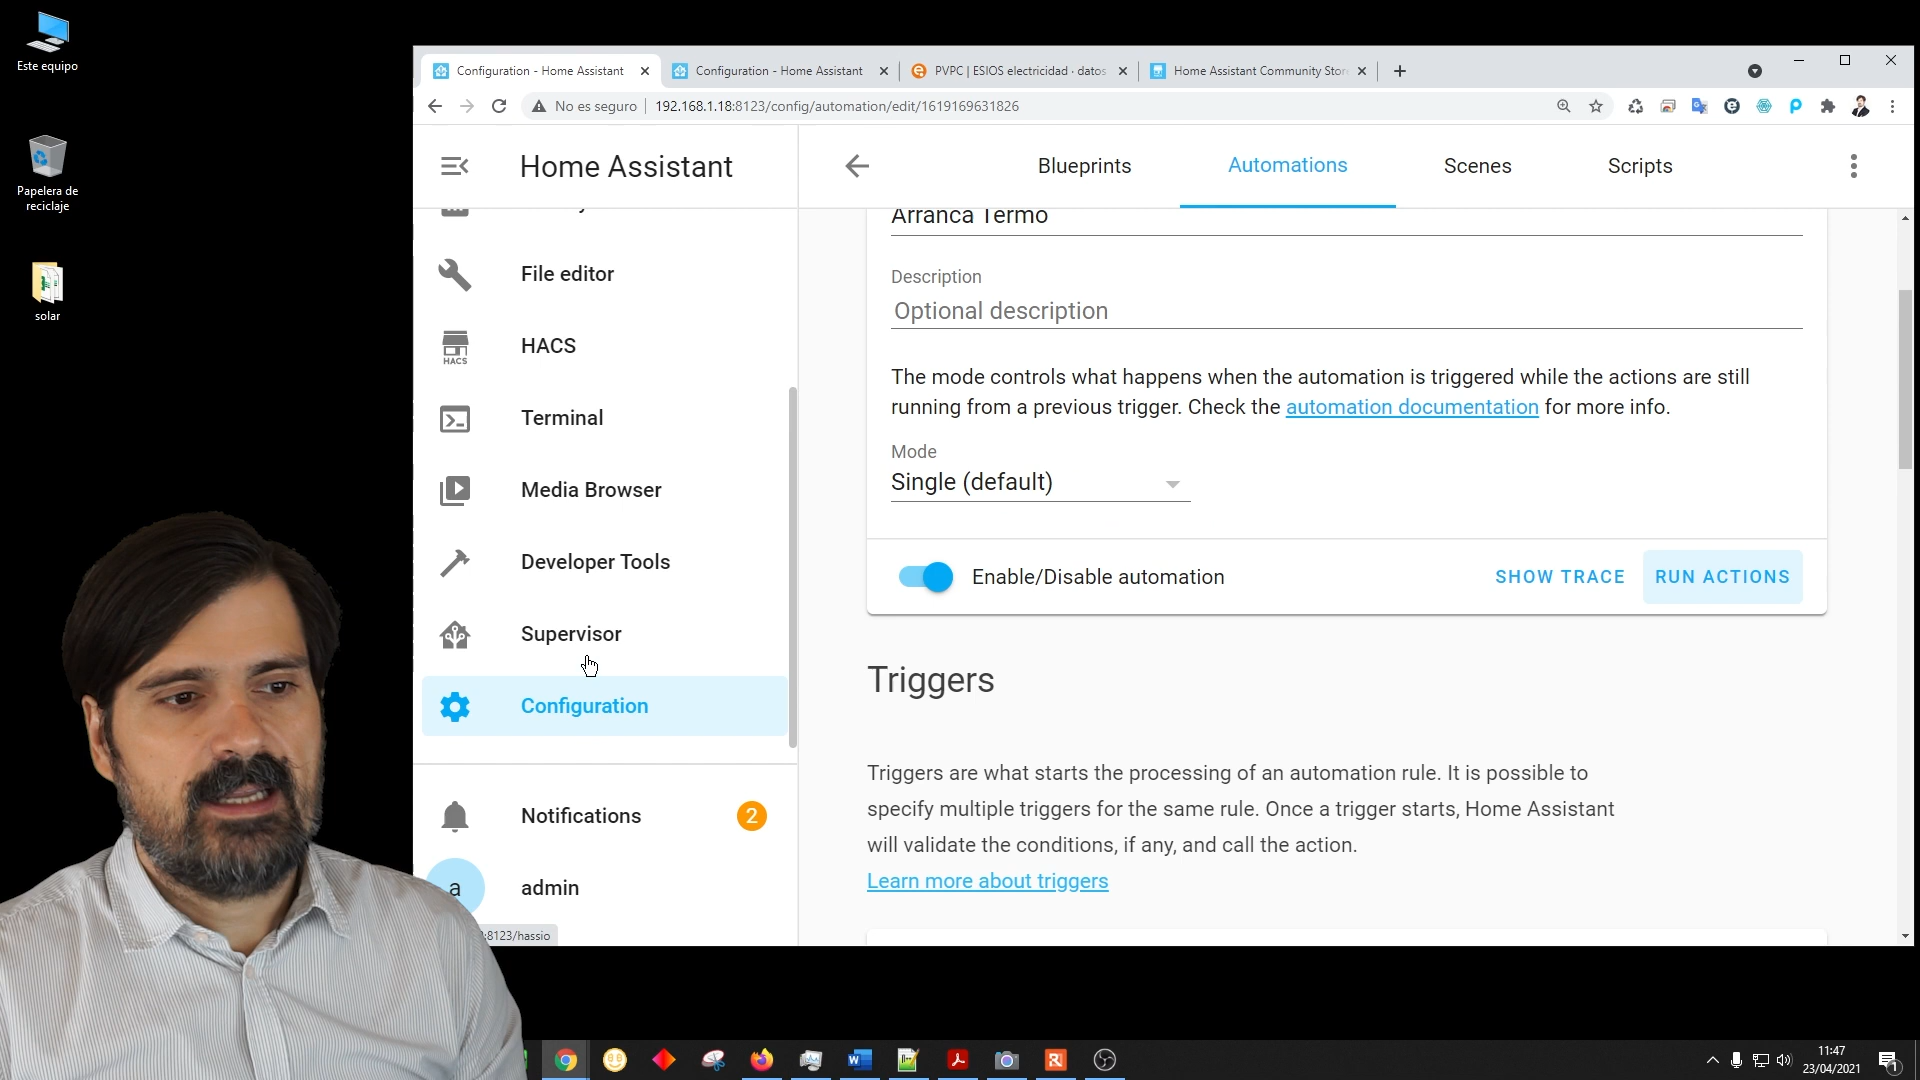 Este equipo
Papelera de
reciclaje
solar
Configuration - Home Assistant
Configuration - Home Assistant
PVPC | ESIOS electricidad · datos
Home Assistant Community Stor
No es seguro
192.168.1.18:8123/config/automation/edit/1619169631826
Home Assistant
Blueprints
Automations
Scenes
Scripts
File editor
HACS
HACS
Terminal
Media Browser
Developer Tools
Supervisor
Configuration
Notifications
2
a
admin
:8123/hassio
Arranca Termo
Description
Optional description
The mode controls what happens when the automation is triggered while the actions are still
running from a previous trigger. Check the automation documentation for more info.
Mode
Single (default)
Enable/Disable automation
SHOW TRACE
RUN ACTIONS
Triggers
Triggers are what starts the processing of an automation rule. It is possible to
specify multiple triggers for the same rule. Once a trigger starts, Home Assistant
will validate the conditions, if any, and call the action.
Learn more about triggers
11:47
23/04/2021
1